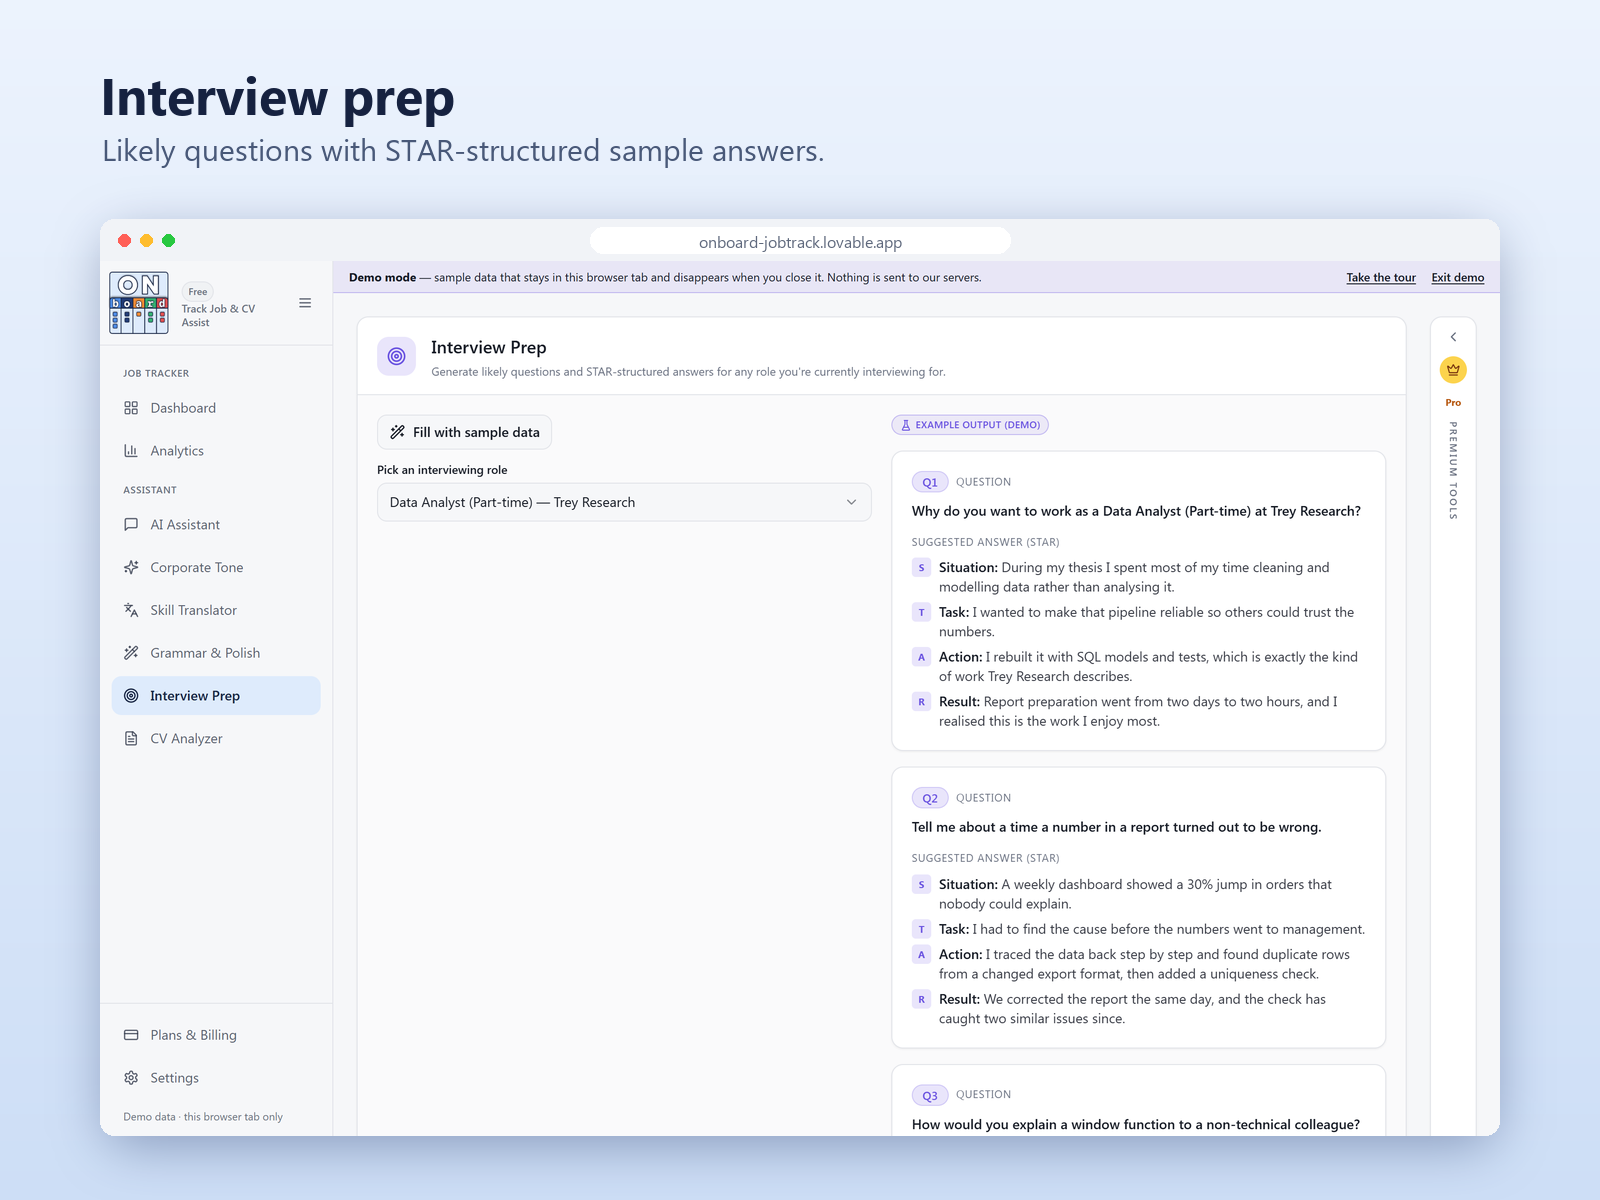 Interview prep
Likely questions with STAR-structured sample answers.
onboard-jobtrack.lovable.app
ON
board
Free
Track Job & CV
Assist
Demo mode — sample data that stays in this browser tab and disappears when you close it. Nothing is sent to our servers.
Take the tour
Exit demo
JOB TRACKER
Dashboard
Analytics
ASSISTANT
AI Assistant
Corporate Tone
Skill Translator
Grammar & Polish
Interview Prep
CV Analyzer
Plans & Billing
Settings
Demo data · this browser tab only
Interview Prep
Generate likely questions and STAR-structured answers for any role you're currently interviewing for.
Fill with sample data
Pick an interviewing role
Data Analyst (Part-time) — Trey Research
EXAMPLE OUTPUT (DEMO)
Q1 QUESTION
Why do you want to work as a Data Analyst (Part-time) at Trey Research?
SUGGESTED ANSWER (STAR)
S Situation: During my thesis I spent most of my time cleaning and
modelling data rather than analysing it.
T Task: I wanted to make that pipeline reliable so others could trust the
numbers.
A Action: I rebuilt it with SQL models and tests, which is exactly the kind
of work Trey Research describes.
R Result: Report preparation went from two days to two hours, and I
realised this is the work I enjoy most.
Q2 QUESTION
Tell me about a time a number in a report turned out to be wrong.
SUGGESTED ANSWER (STAR)
S Situation: A weekly dashboard showed a 30% jump in orders that
nobody could explain.
T Task: I had to find the cause before the numbers went to management.
A Action: I traced the data back step by step and found duplicate rows
from a changed export format, then added a uniqueness check.
R Result: We corrected the report the same day, and the check has
caught two similar issues since.
Q3 QUESTION
How would you explain a window function to a non-technical colleague?
Pro
PREMIUM TOOLS